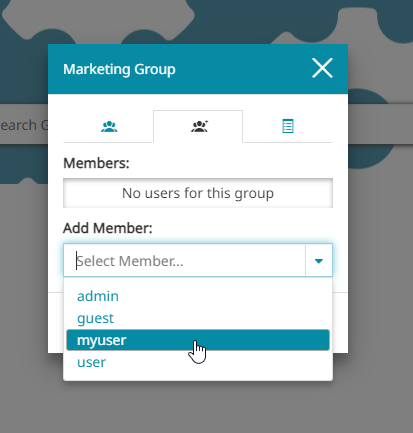 Marketing Group
earch G
Members:
No users for this group
Add Member:
Select Member...
admin
guest
myuser
user